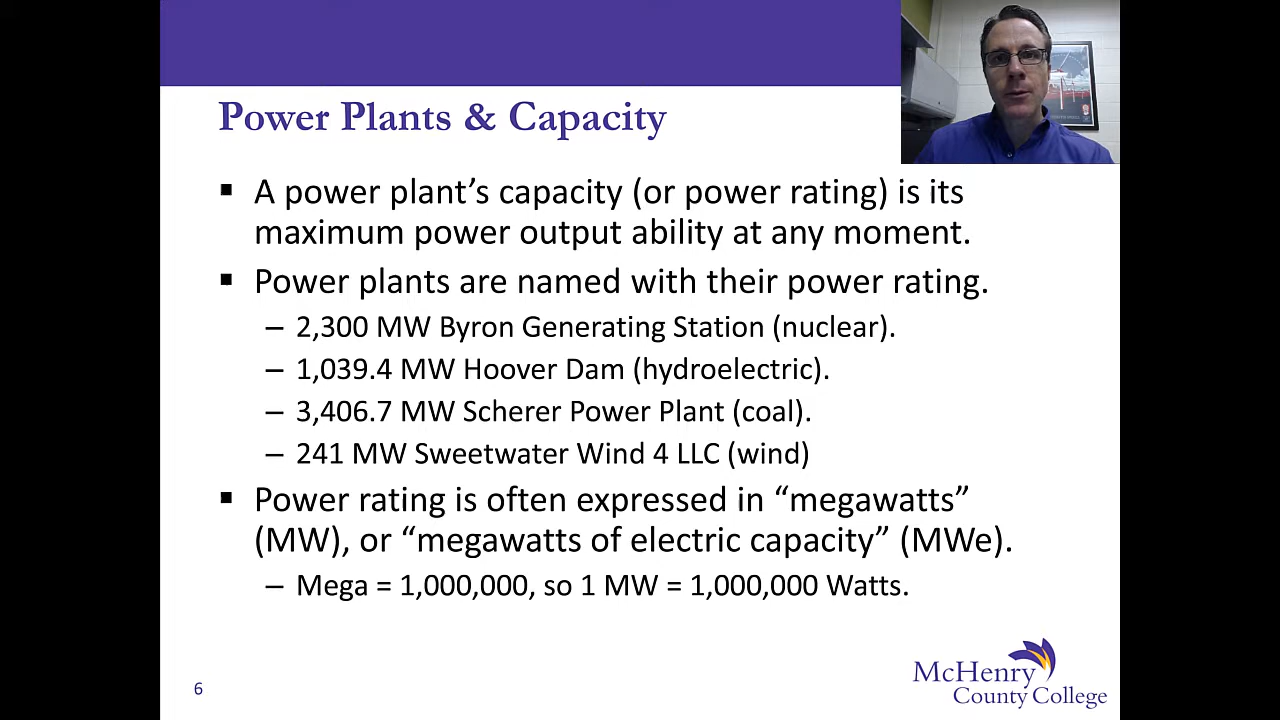 Power Plants & Capacity
▪ A power plant’s capacity (or power rating) is its
maximum power output ability at any moment.
▪ Power plants are named with their power rating.
– 2,300 MW Byron Generating Station (nuclear).
– 1,039.4 MW Hoover Dam (hydroelectric).
– 3,406.7 MW Scherer Power Plant (coal).
– 241 MW Sweetwater Wind 4 LLC (wind)
▪ Power rating is often expressed in “megawatts”
(MW), or “megawatts of electric capacity” (MWe).
– Mega = 1,000,000, so 1 MW = 1,000,000 Watts.
6
McHenry
County College